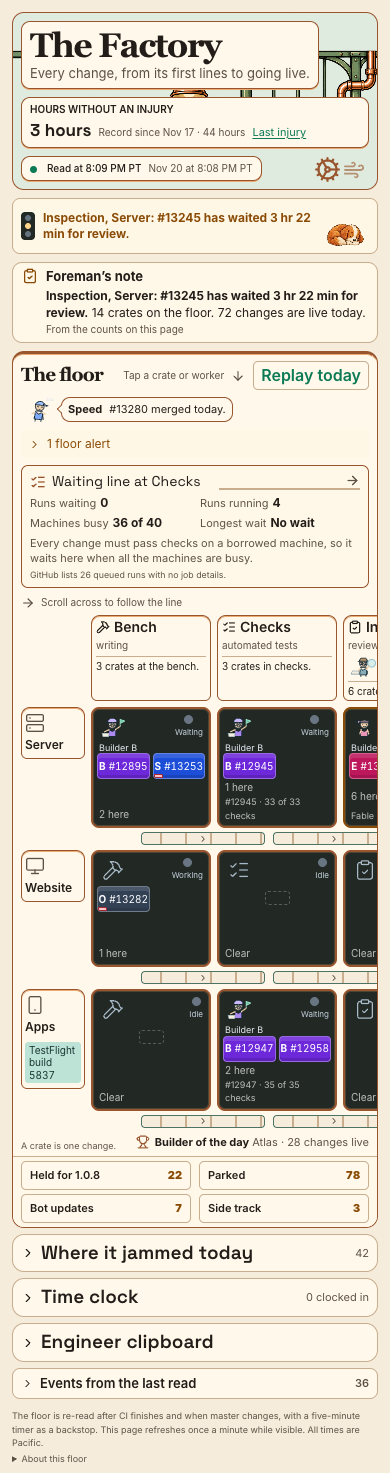 The Factory
Every change, from its first lines to going live.
HOURS WITHOUT AN INJURY
3 hours Record since Nov 17 · 44 hours Last injury
Read at 8:09 PM PT Nov 20 at 8:08 PM PT
Inspection, Server: #13245 has waited 3 hr 22
min for review.
Foreman's note
Inspection, Server: #13245 has waited 3 hr 22 min for
review. 14 crates on the floor. 72 changes are live today.
From the counts on this page
The floor Tap a crate or worker ↓ Replay today
Speed #13280 merged today.
1 floor alert
Waiting line at Checks →
Runs waiting 0 Runs running 4
Machines busy 36 of 40 Longest wait No wait
Every change must pass checks on a borrowed machine, so it
waits here when all the machines are busy.
GitHub lists 26 queued runs with no job details.
→ Scroll across to follow the line
Bench Checks In
writing automated tests review
3 crates at the bench. 3 crates in checks.
6 crate
Server
Waiting Waiting
Builder B Builder B
B #12895 S #13253 B #12945 E #13
1 here 6 here
#12945 · 33 of 33
checks
2 here Fable
Website
Working Idle
O #13282
1 here Clear Clear
Apps
TestFlight
build
5837
Idle Waiting
Builder B
B #12947 B #12958
2 here
#12947 · 35 of 35
checks
Clear Clear
A crate is one change. Builder of the day Atlas · 28 changes live
Held for 1.0.8 22 Parked 78
Bot updates 7 Side track 3
Where it jammed today 42
Time clock 0 clocked in
Engineer clipboard
Events from the last read 36
The floor is re-read after CI finishes and when master changes, with a five-minute
timer as a backstop. This page refreshes once a minute while visible. All times are
Pacific.
About this floor